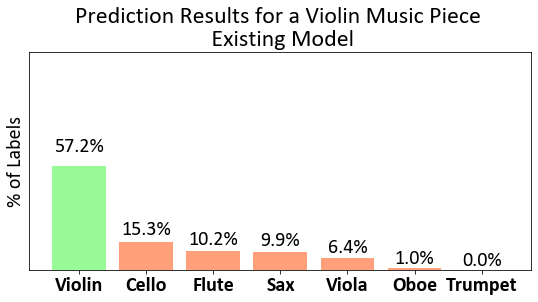 Prediction Results for a Violin Music Piece
Existing Model
% of Labels
57.2%
15.3%
10.2%
9.9%
6.4%
1.0%
0.0%
Violin Cello Flute Sax Viola Oboe Trumpet